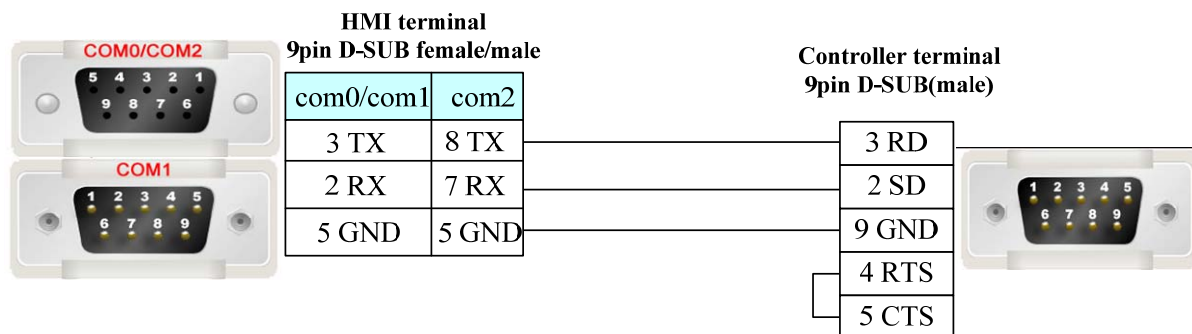 HMI terminal
9pin D-SUB female/male
COM0/COM2
5 4 3 2 1
9 8 7 6
COM1
1 2 3 4 5
6 7 8 9
com0/com1 com2
3 TX 8 TX
2 RX 7 RX
5 GND 5 GND
Controller terminal
9pin D-SUB(male)
3 RD
2 SD
9 GND
4 RTS
5 CTS
1 2 3 4 5
6 7 8 9